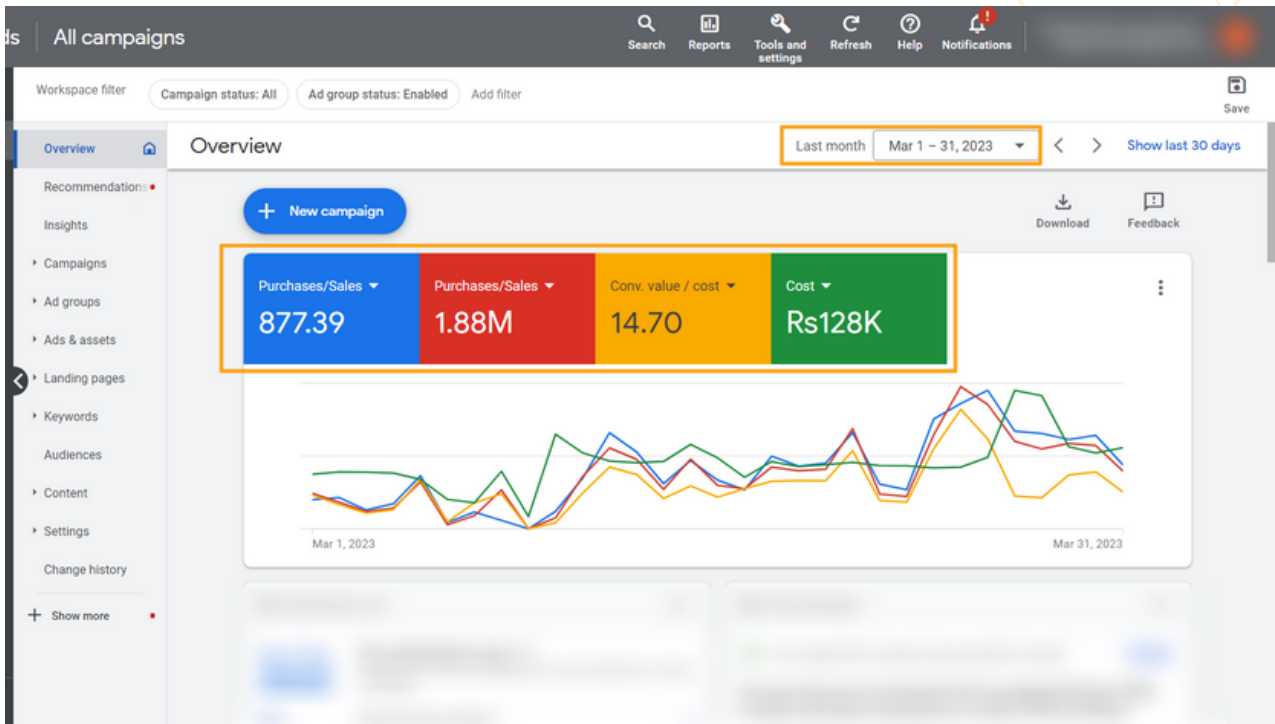 ds All campaigns
Search
Reports
Tools and
settings
Refresh
Help
!
Notifications
Workspace filter
Campaign status: All
Ad group status: Enabled
Add filter
Save
Overview
Recommendations
Insights
Campaigns
Ad groups
Ads & assets
Landing pages
Keywords
Audiences
Content
Settings
Change history
+ Show more
Overview
Last month Mar 1 – 31, 2023
Show last 30 days
+ New campaign
Download
Feedback
Purchases/Sales
877.39
Purchases/Sales
1.88M
Conv. value / cost
14.70
Cost
Rs128K
Mar 1, 2023
Mar 31, 2023